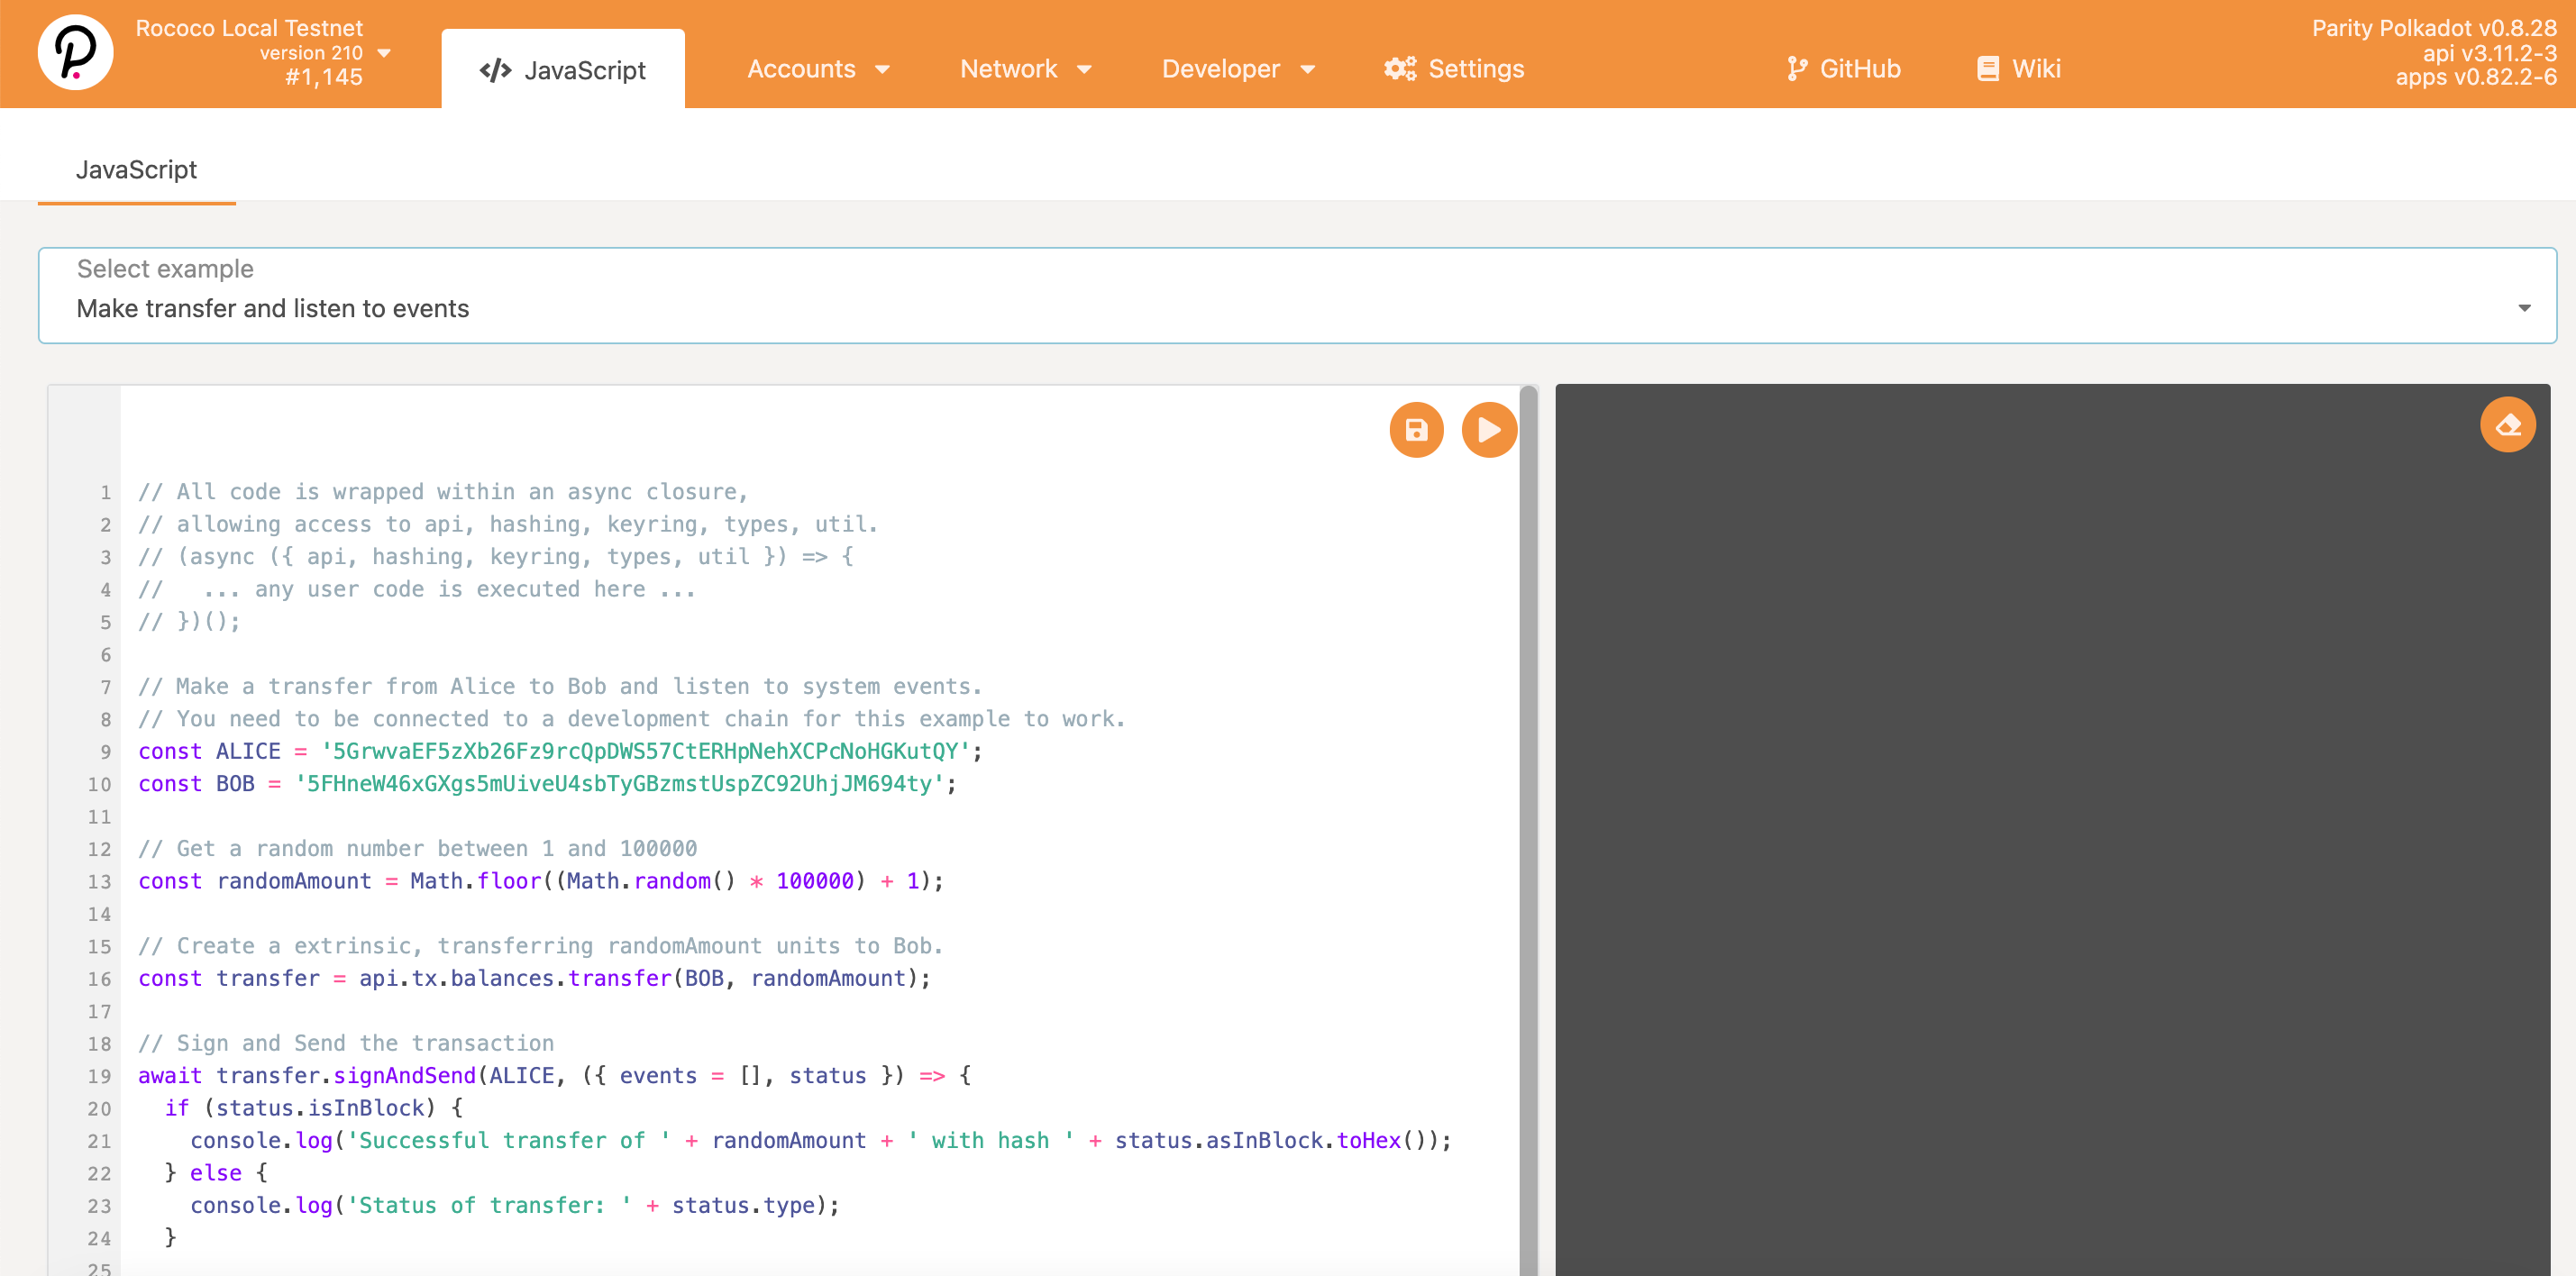 Rococo Local Testnet
version 210
#1,145
JavaScript
Accounts
Network
Developer
Settings
GitHub
Wiki
Parity Polkadot v0.8.28
api v3.11.2-3
apps v0.82.2-6
JavaScript
Select example
Make transfer and listen to events
1 // All code is wrapped within an async closure,
2 // allowing access to api, hashing, keyring, types, util.
3 // (async ({ api, hashing, keyring, types, util }) => {
4 //   ... any user code is executed here ...
5 // })();
6
7 // Make a transfer from Alice to Bob and listen to system events.
8 // You need to be connected to a development chain for this example to work.
9 const ALICE = '5GrwvaEF5zXb26Fz9rcQpDWS57CtERHpNehXCPcNoHGKutQY';
10 const BOB = '5FHneW46xGXgs5mUiveU4sbTyGBzmstUspZC92UhjJM694ty';
11
12 // Get a random number between 1 and 100000
13 const randomAmount = Math.floor((Math.random() * 100000) + 1);
14
15 // Create a extrinsic, transferring randomAmount units to Bob.
16 const transfer = api.tx.balances.transfer(BOB, randomAmount);
17
18 // Sign and Send the transaction
19 await transfer.signAndSend(ALICE, ({ events = [], status }) => {
20   if (status.isInBlock) {
21     console.log('Successful transfer of ' + randomAmount + ' with hash ' + status.asInBlock.toHex());
22   } else {
23     console.log('Status of transfer: ' + status.type);
24   }
25